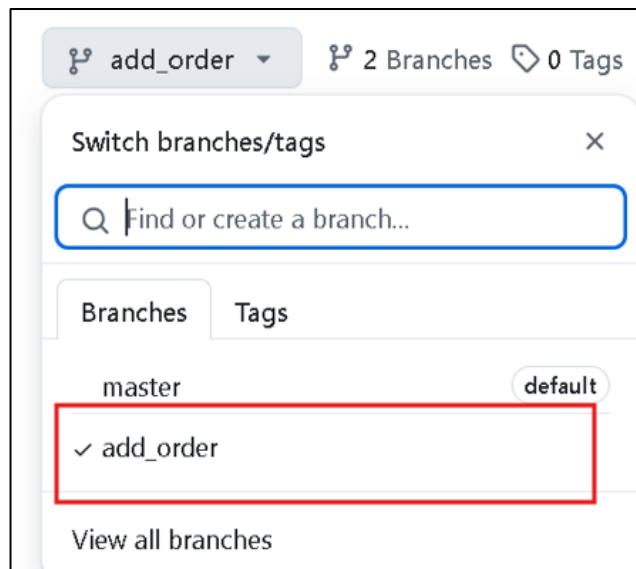 add_order 2 Branches 0 Tags
Switch branches/tags
Find or create a branch...
Branches Tags
master default
add_order
View all branches